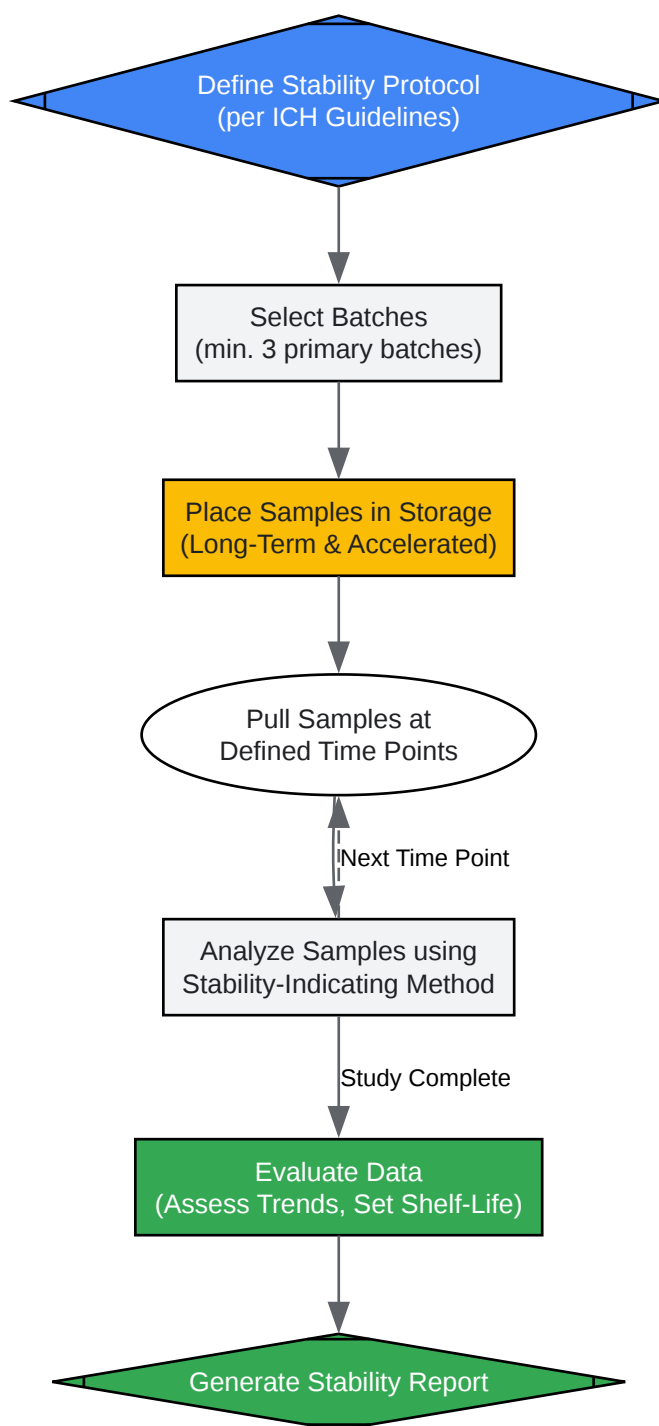 Define Stability Protocol
(per ICH Guidelines)
Select Batches
(min. 3 primary batches)
Place Samples in Storage
(Long-Term & Accelerated)
Pull Samples at
Defined Time Points
Next Time Point
Analyze Samples using
Stability-Indicating Method
Study Complete
Evaluate Data
(Assess Trends, Set Shelf-Life)
Generate Stability Report